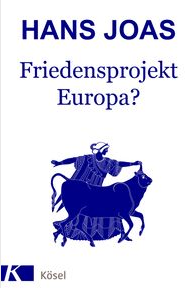 HANS JOAS
Friedensprojekt
Europa?
K Kösel